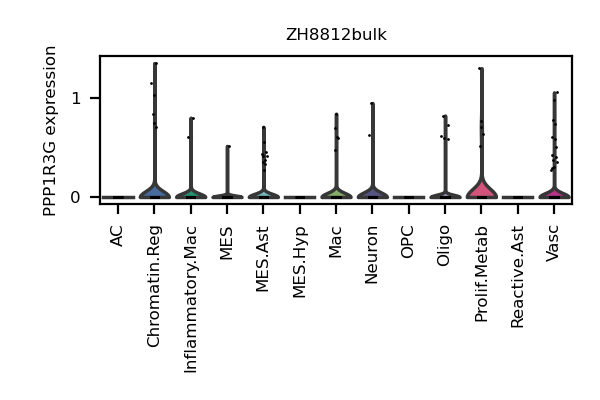 ZH8812bulk
PPP1R3G expression
1
0
AC
Chromatin.Reg
Inflammatory.Mac
MES
MES.Ast
MES.Hyp
Mac
Neuron
OPC
Oligo
Prolif.Metab
Reactive.Ast
Vasc